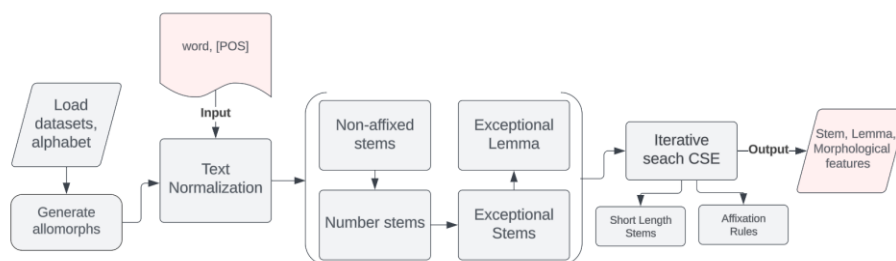 word, [POS]
Input
Load
datasets,
alphabet
Generate
allomorphs
Text
Normalization
Non-affixed
stems
Number stems
Exceptional
Lemma
Exceptional
Stems
Iterative
seach CSE
Short Length
Stems
Affixation
Rules
Output
Stem, Lemma,
Morphological
features